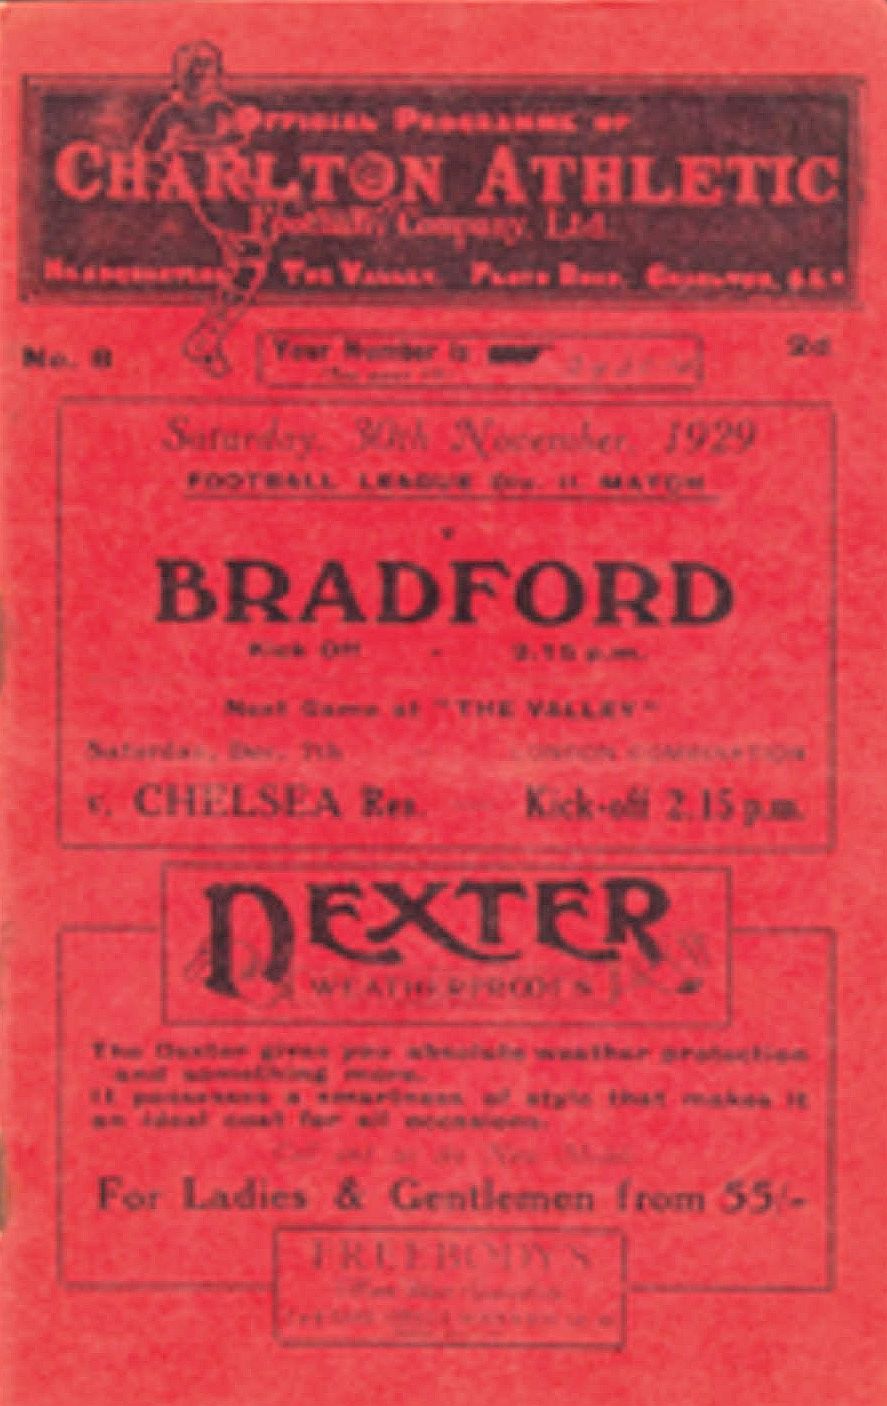 OFFICIAL PROGRAMME OF
CHARLTON ATHLETIC
Football Company, Ltd.
HEADQUARTERS THE VALLEY, FLOYD ROAD, CHARLTON, S.E.7
No. 8
Your Number is
2d.
Saturday, 30th November, 1929
FOOTBALL LEAGUE Div. II MATCH
v
BRADFORD
Kick Off - 2.15 p.m.
Next Game at "THE VALLEY"
Saturday, Dec. 7th - LONDON COMBINATION
v. CHELSEA Res. Kick-off 2.15 p.m.
DEXTER
WEATHERPROOFS
The Dexter gives you absolute weather protection
and something more.
It possesses a smartness of style that makes it
an ideal coat for all occasions.
For Ladies & Gentlemen from 55/-